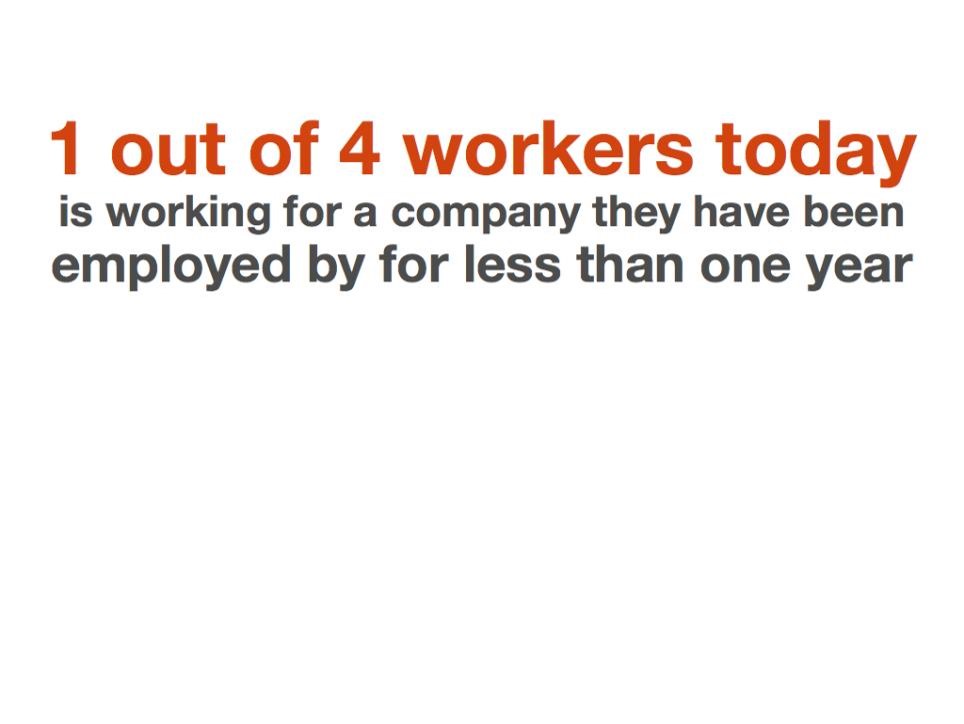 1 out of 4 workers today
is working for a company they have been
employed by for less than one year